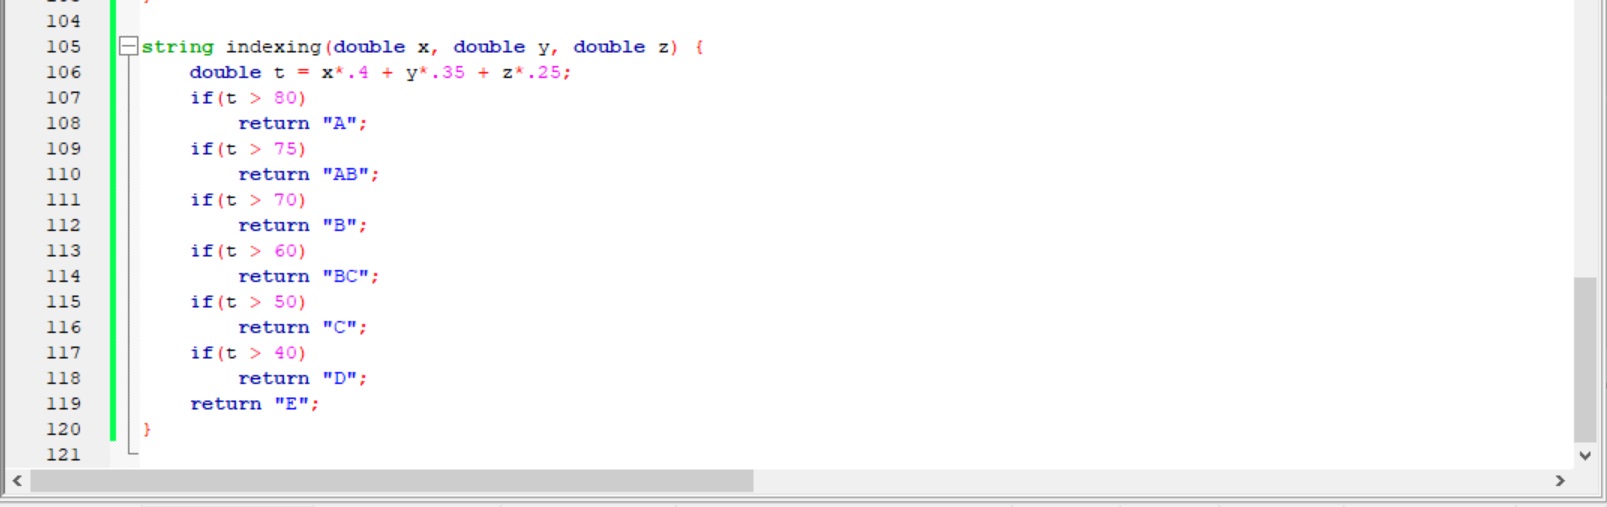 104
105 string indexing(double x, double y, double z) {
106     double t = x*.4 + y*.35 + z*.25;
107     if(t > 80)
108         return "A";
109     if(t > 75)
110         return "AB";
111     if(t > 70)
112         return "B";
113     if(t > 60)
114         return "BC";
115     if(t > 50)
116         return "C";
117     if(t > 40)
118         return "D";
119     return "E";
120 }
121